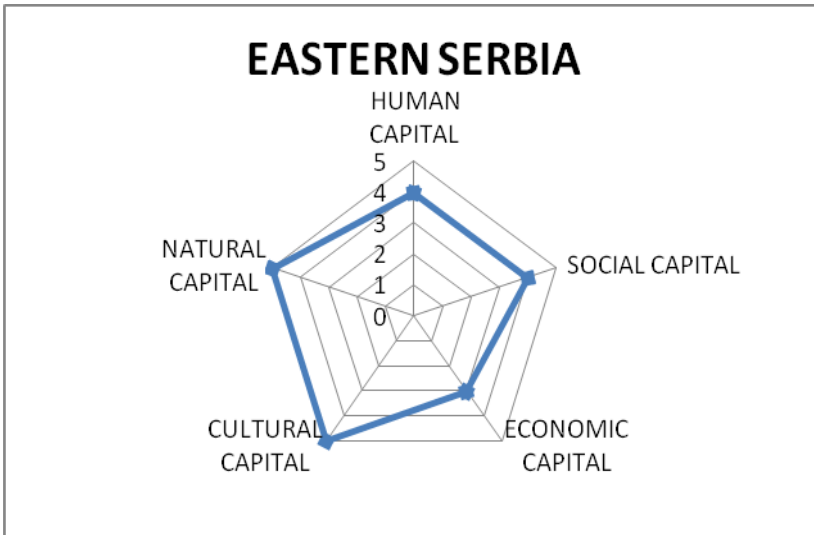 EASTERN SERBIA
HUMAN
CAPITAL
5
4
3
2
1
0
SOCIAL CAPITAL
ECONOMIC
CAPITAL
CULTURAL
CAPITAL
NATURAL
CAPITAL